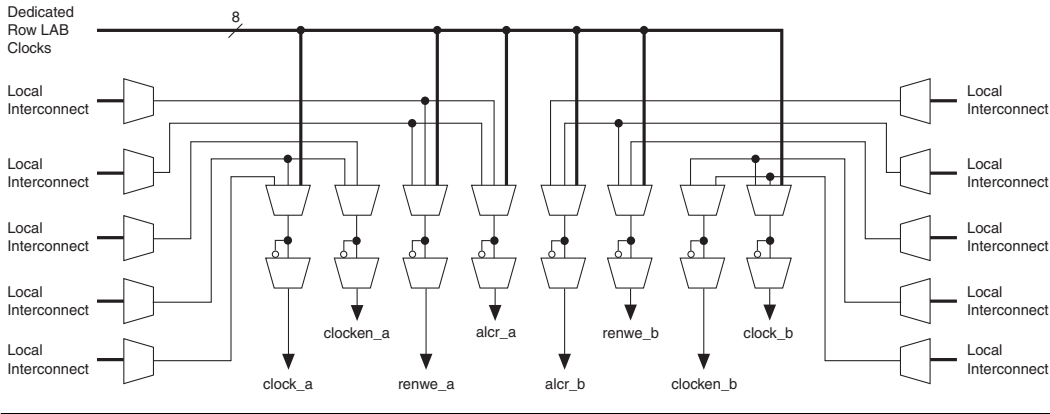 Dedicated
Row LAB
Clocks
8
Local
Interconnect
Local
Interconnect
Local
Interconnect
Local
Interconnect
Local
Interconnect
Local
Interconnect
Local
Interconnect
Local
Interconnect
Local
Interconnect
Local
Interconnect
clocken_a
alcr_a
renwe_b
clock_b
clock_a
renwe_a
alcr_b
clocken_b